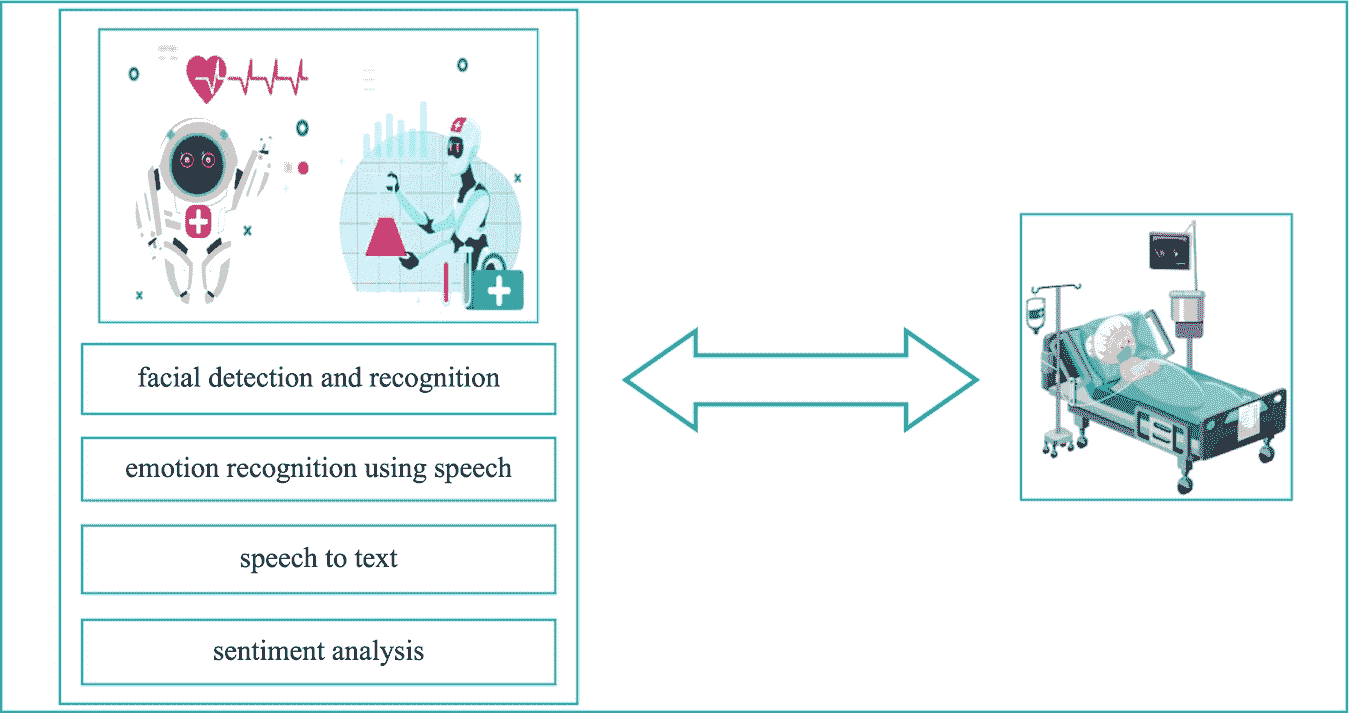 facial detection and recognition
emotion recognition using speech
speech to text
sentiment analysis